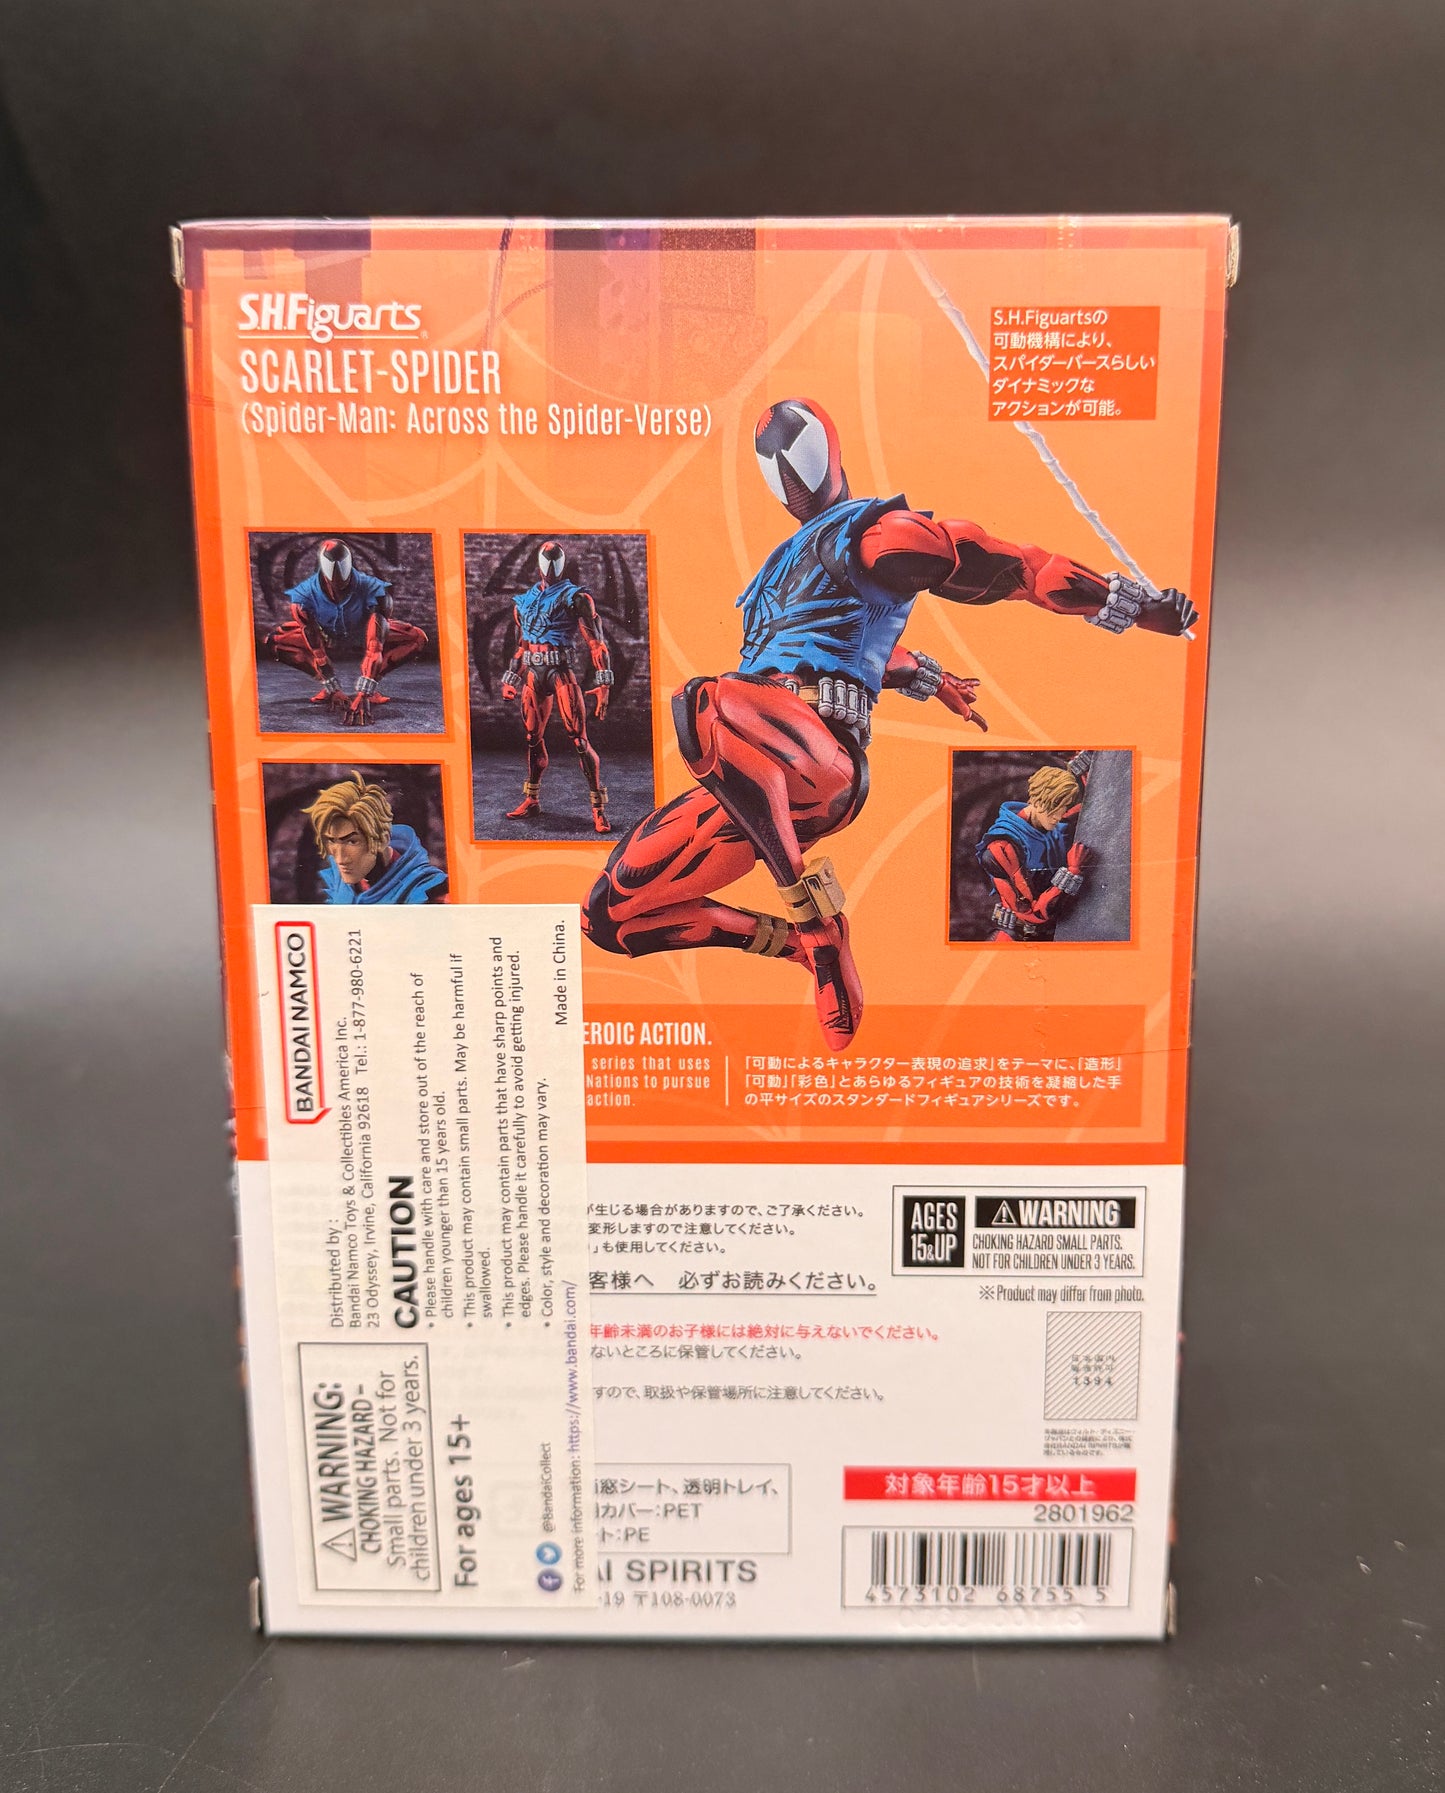 S.H.Figuarts
SCARLET-SPIDER
(Spider-Man: Across the Spider-Verse)
S.H.Figuartsの
可動機構により、
スパイダーバースらしい
ダイナミックな
アクションが可能。
EROIC ACTION.
series that uses
Nations to pursue
action.
「可動によるキャラクター表現の追求」をテーマに、「造形」
「可動」「彩色」とあらゆるフィギュアの技術を凝縮した手
の平サイズのスタンダードフィギュアシリーズです。
BANDAI NAMCO
Distributed by :
Bandai Namco Toys & Collectibles America Inc.
23 Odyssey, Irvine, California 92618 Tel.: 1-877-980-6221
CAUTION
• Please handle with care and store out of the reach of
children younger than 15 years old.
• This product may contain small parts. May be harmful if
swallowed.
• This product may contain parts that have sharp points and
edges. Please handle it carefully to avoid getting injured.
• Color, style and decoration may vary.
Made in China.
⚠WARNING:
CHOKING HAZARD –
Small parts. Not for
children under 3 years.
For ages 15+
@BandaiCollect
For more information: https://www.bandai.com/
が生じる場合がありますので、ご了承ください。
変形しますので注意してください。
」も使用してください。
客様へ 必ずお読みください。
年齢未満のお子様には絶対に与えないでください。
ないところに保管してください。
すので、取扱や保管場所に注意してください。
窓シート、透明トレイ、
カバー:PET
ト:PE
AI SPIRITS
-19 〒108-0073
AGES
15&UP
⚠WARNING
CHOKING HAZARD SMALL PARTS.
NOT FOR CHILDREN UNDER 3 YEARS.
※Product may differ from photo.
1394
対象年齢15才以上
2801962
4573102 68755 5